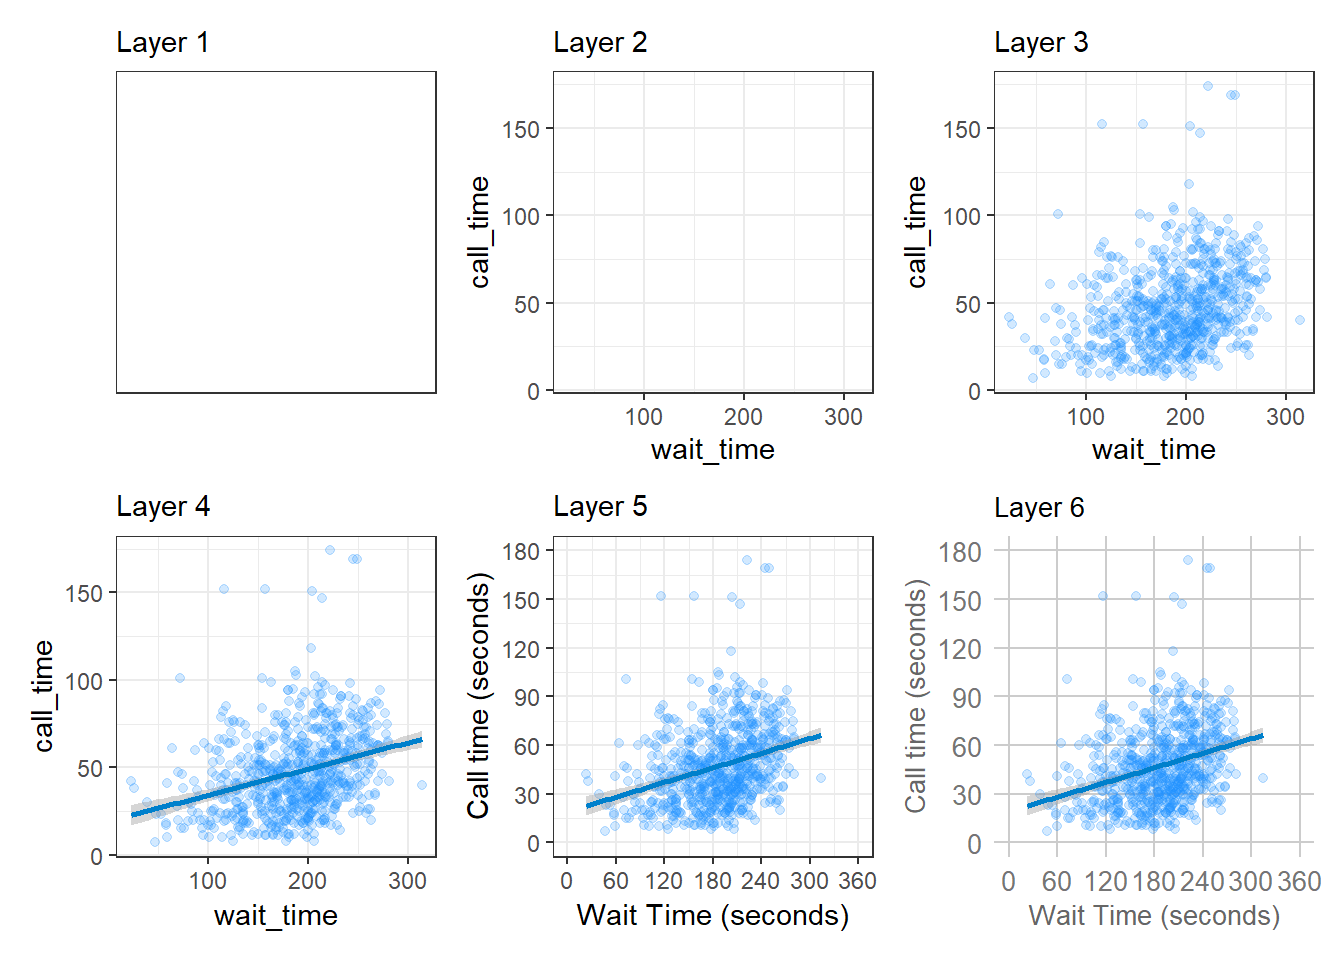 Layer 1
Layer 2
150
100
50
0
call_time
100 200 300
wait_time
Layer 3
150
100
50
0
call_time
100 200 300
wait_time
Layer 4
150
100
50
0
call_time
100 200 300
wait_time
Layer 5
180
150
120
90
60
30
0
Call time (seconds)
0 60 120 180 240 300 360
Wait Time (seconds)
Layer 6
180
150
120
90
60
30
0
Call time (seconds)
0 60 120 180 240 300 360
Wait Time (seconds)